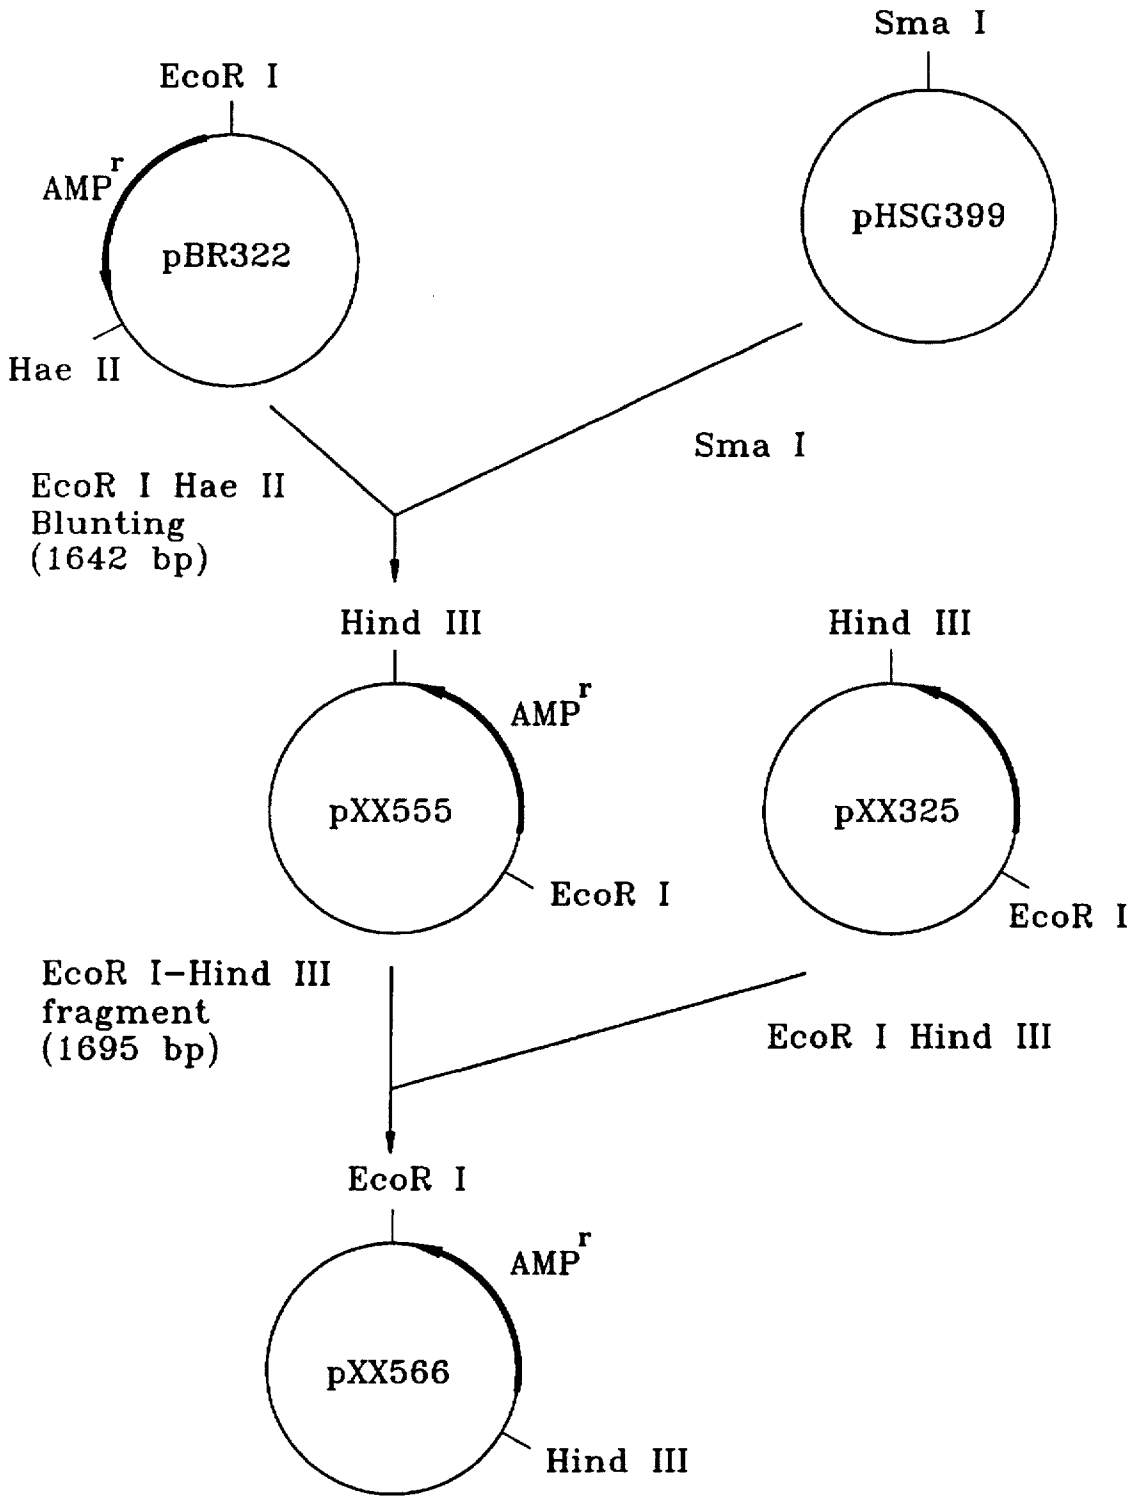 Sma I
EcoR I
AMP^r
pBR322
pHSG399
Hae II
Sma I
EcoR I Hae II
Blunting
(1642 bp)
Hind III
Hind III
AMP^r
pXX555
pXX325
EcoR I
EcoR I
EcoR I-Hind III
fragment
(1695 bp)
EcoR I Hind III
EcoR I
AMP^r
pXX566
Hind III